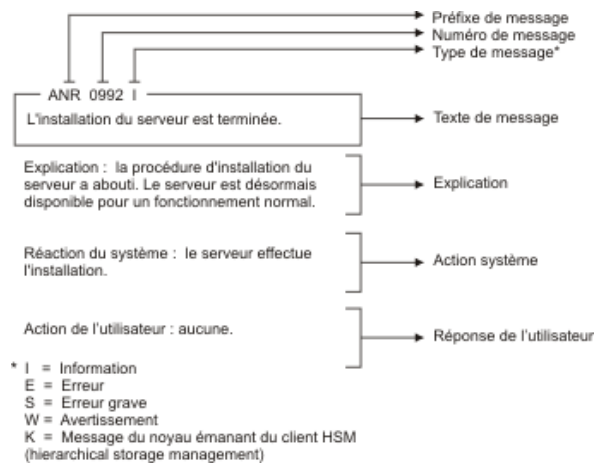 Préfixe de message
Numéro de message
Type de message*
ANR 0992 I
L'installation du serveur est terminée.
Texte de message
Explication : la procédure d'installation du
serveur a abouti. Le serveur est désormais
disponible pour un fonctionnement normal.
Explication
Réaction du système : le serveur effectue
l'installation.
Action système
Action de l'utilisateur : aucune.
Réponse de l'utilisateur
* I = Information
E = Erreur
S = Erreur grave
W = Avertissement
K = Message du noyau émanant du client HSM
(hierarchical storage management)